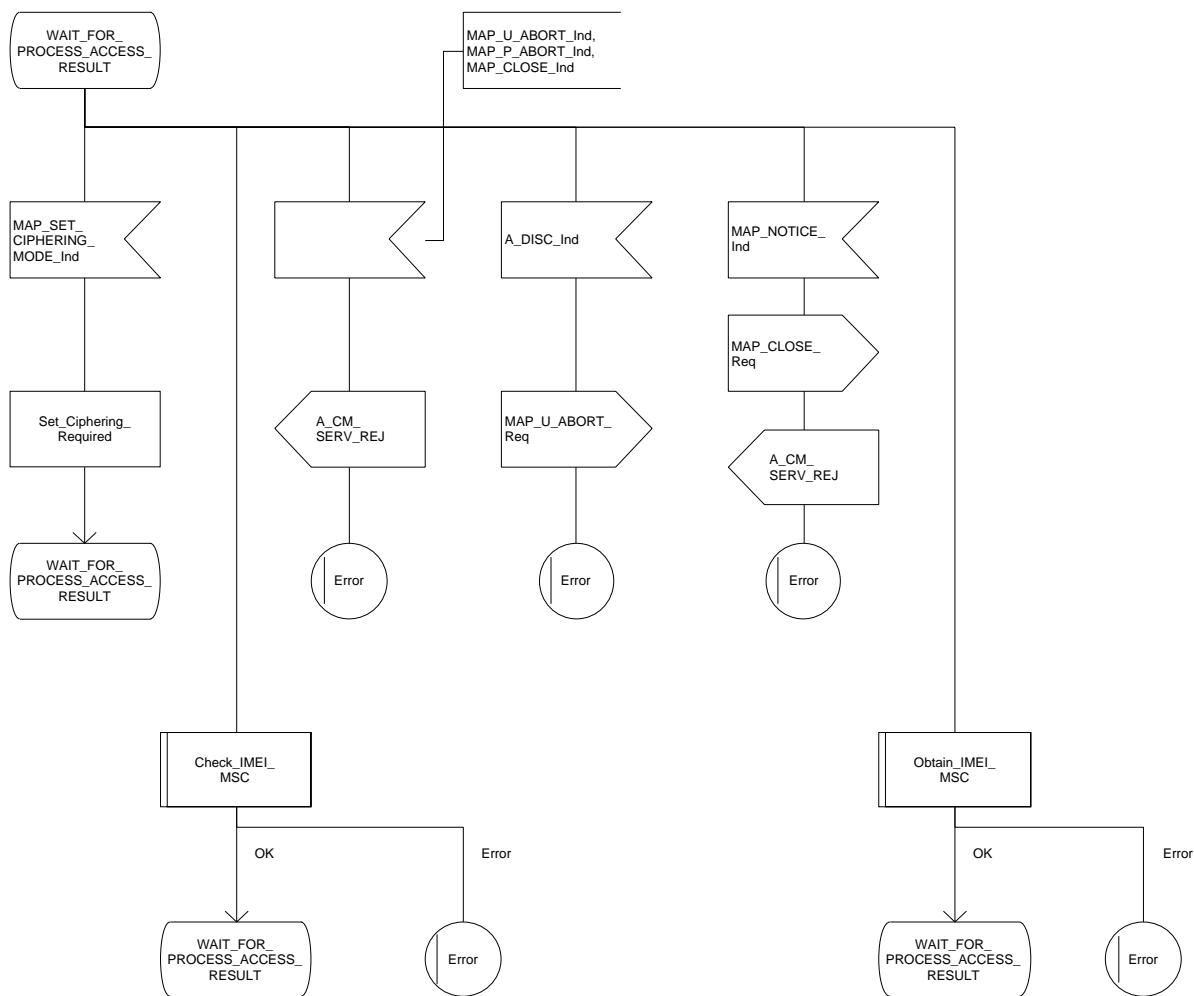 WAIT_FOR_
PROCESS_ACCESS_
RESULT
MAP_U_ABORT_Ind,
MAP_P_ABORT_Ind,
MAP_CLOSE_Ind
MAP_SET_
CIPHERING_
MODE_Ind
A_DISC_Ind
MAP_NOTICE_
Ind
MAP_CLOSE_
Req
Set_Ciphering_
Required
A_CM_
SERV_REJ
MAP_U_ABORT_
Req
A_CM_
SERV_REJ
WAIT_FOR_
PROCESS_ACCESS_
RESULT
Error
Error
Error
Check_IMEI_
MSC
Obtain_IMEI_
MSC
OK
Error
OK
Error
WAIT_FOR_
PROCESS_ACCESS_
RESULT
Error
WAIT_FOR_
PROCESS_ACCESS_
RESULT
Error